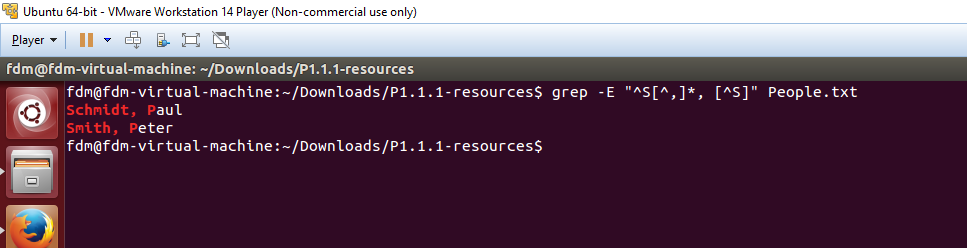 Ubuntu 64-bit - VMware Workstation 14 Player (Non-commercial use only)
Player
fdm@fdm-virtual-machine: ~/Downloads/P1.1.1-resources
fdm@fdm-virtual-machine:~/Downloads/P1.1.1-resources$ grep -E "^S[^,]*, [^S]" People.txt
Schmidt, Paul
Smith, Peter
fdm@fdm-virtual-machine:~/Downloads/P1.1.1-resources$